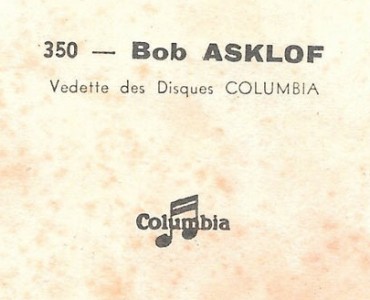 350 — Bob ASKLOF
Vedette des Disques COLUMBIA
Columbia